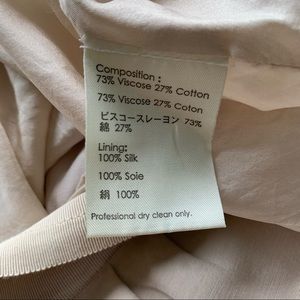 Composition :
73% Viscose 27% Cotton
73% Viscose 27% Coton
ビスコースレーヨン 73%
綿 27%
Lining:
100% Silk
100% Soie
絹 100%
Professional dry clean only.